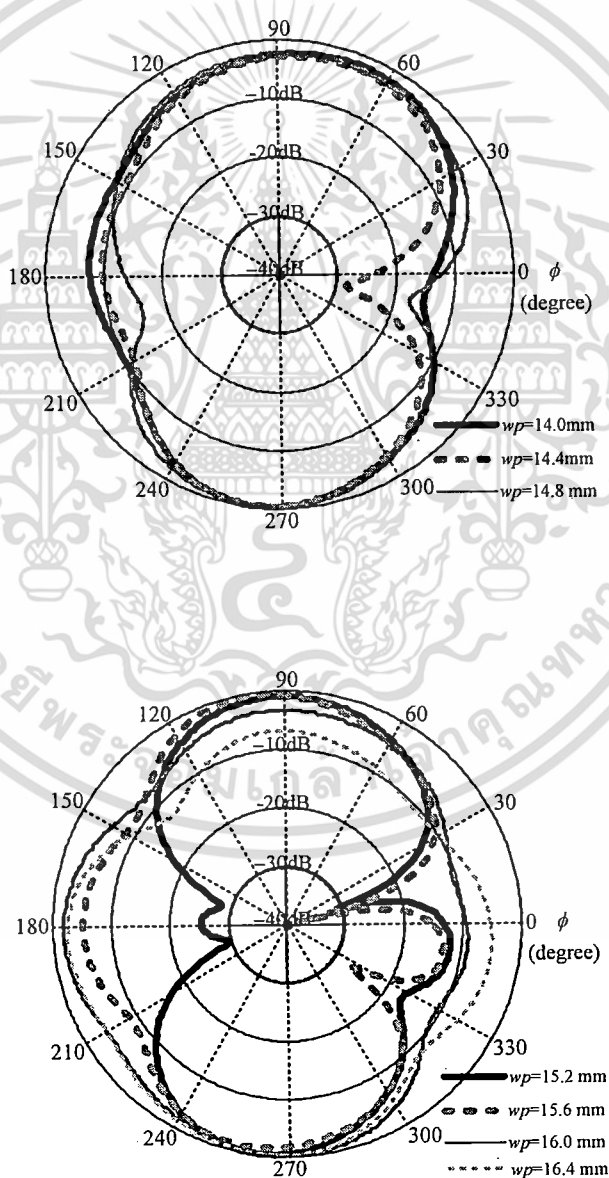 90
120
60
-10dB
150
30
-20dB
-30dB
180
-40dB
0
ϕ
(degree)
210
330
wp=14.0mm
wp=14.4mm
240
300
wp=14.8 mm
270
90
120
60
-10dB
150
30
-20dB
-30dB
180
-40dB
0
ϕ
(degree)
210
330
wp=15.2 mm
wp=15.6 mm
240
300
wp=16.0 mm
270
wp=16.4 mm